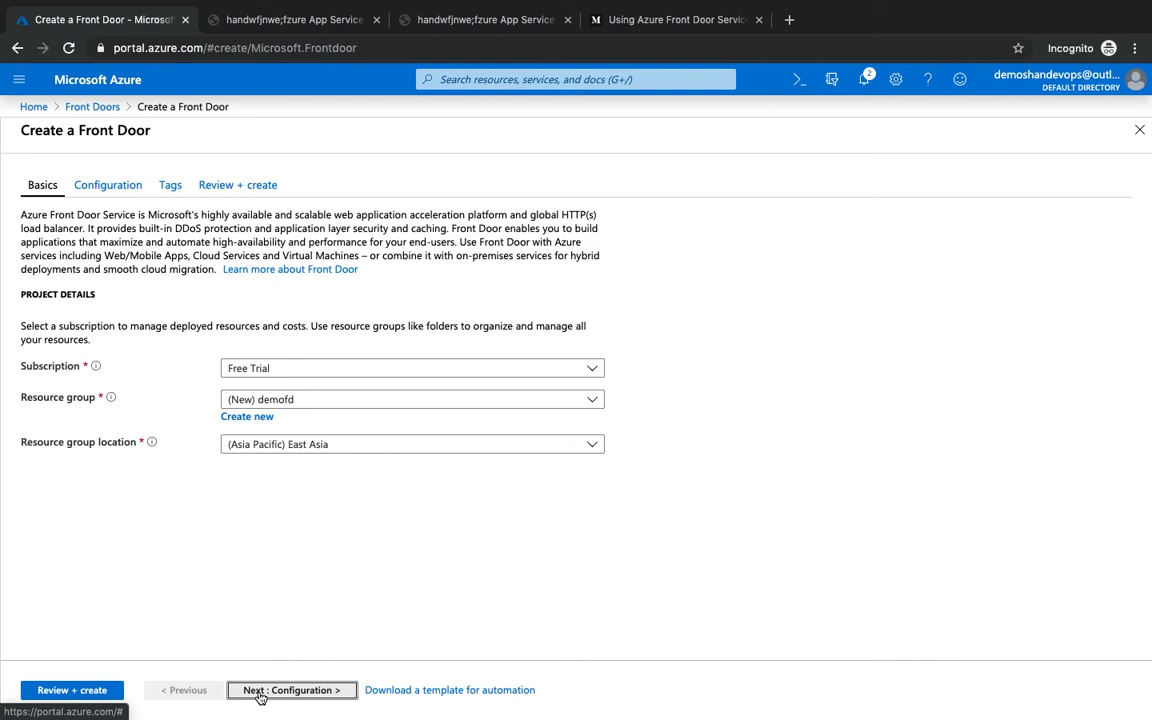 Create a Front Door - Microsof
handwfjnwe;fzure App Service
handwfjnwe;fzure App Service
M
Using Azure Front Door Servic
portal.azure.com/#create/Microsoft.Frontdoor
Incognito
Microsoft Azure
Search resources, services, and docs (G+/)
2
demoshandevops@outl...
DEFAULT DIRECTORY
Home > Front Doors > Create a Front Door
Create a Front Door
Basics
Configuration
Tags
Review + create
Azure Front Door Service is Microsoft's highly available and scalable web application acceleration platform and global HTTP(s)
load balancer. It provides built-in DDoS protection and application layer security and caching. Front Door enables you to build
applications that maximize and automate high-availability and performance for your end-users. Use Front Door with Azure
services including Web/Mobile Apps, Cloud Services and Virtual Machines – or combine it with on-premises services for hybrid
deployments and smooth cloud migration. Learn more about Front Door
PROJECT DETAILS
Select a subscription to manage deployed resources and costs. Use resource groups like folders to organize and manage all
your resources.
Subscription *
Free Trial
Resource group *
(New) demofd
Create new
Resource group location *
(Asia Pacific) East Asia
Review + create
< Previous
Next : Configuration >
Download a template for automation
https://portal.azure.com/#